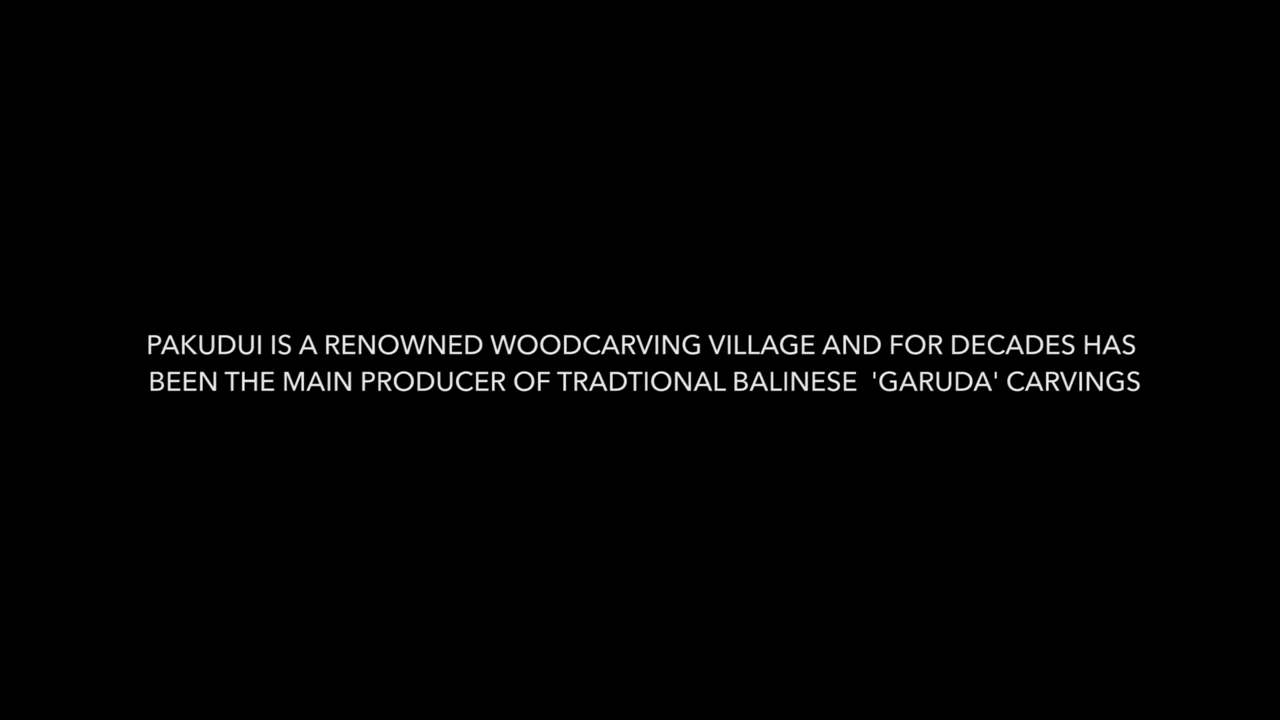 PAKUDUI IS A RENOWNED WOODCARVING VILLAGE AND FOR DECADES HAS
BEEN THE MAIN PRODUCER OF TRADTIONAL BALINESE  'GARUDA' CARVINGS